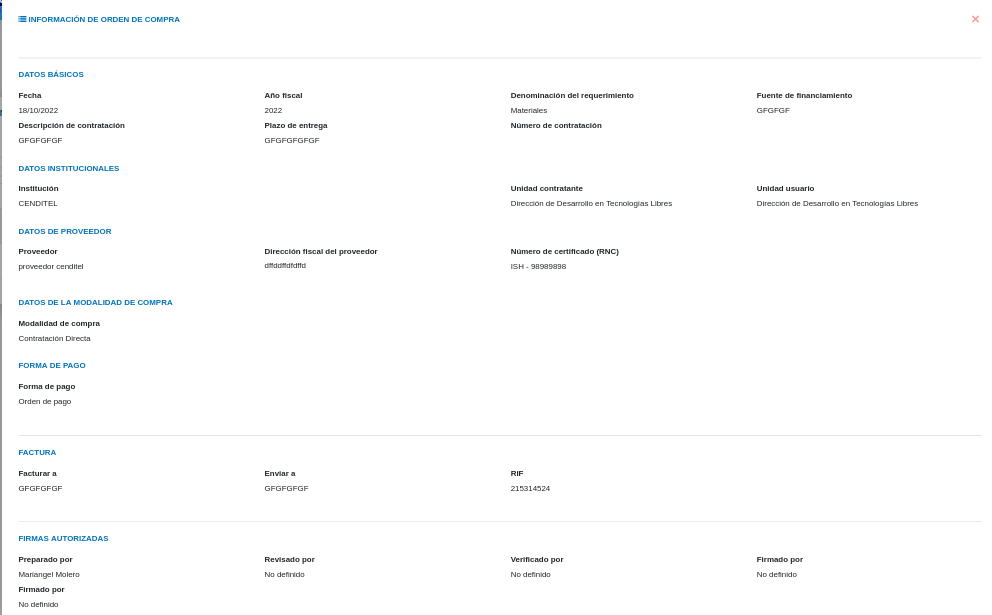 INFORMACIÓN DE ORDEN DE COMPRA
DATOS BÁSICOS
Fecha Año fiscal Denominación del requerimiento Fuente de financiamiento
18/10/2022 2022 Materiales GFGFGF
Descripción de contratación Plazo de entrega Número de contratación
GFGFGFGF GFGFGFGFGF
DATOS INSTITUCIONALES
Institución Unidad contratante Unidad usuario
CENDITEL Dirección de Desarrollo en Tecnologías Libres Dirección de Desarrollo en Tecnologías Libres
DATOS DE PROVEEDOR
Proveedor Dirección fiscal del proveedor Número de certificado (RNC)
proveedor cenditel dffddffdfdffd ISH - 98989898
DATOS DE LA MODALIDAD DE COMPRA
Modalidad de compra
Contratación Directa
FORMA DE PAGO
Forma de pago
Orden de pago
FACTURA
Facturar a Enviar a RIF
GFGFGFGF GFGFGFGF 215314524
FIRMAS AUTORIZADAS
Preparado por Revisado por Verificado por Firmado por
Mariangel Molero No definido No definido No definido
Firmado por
No definido